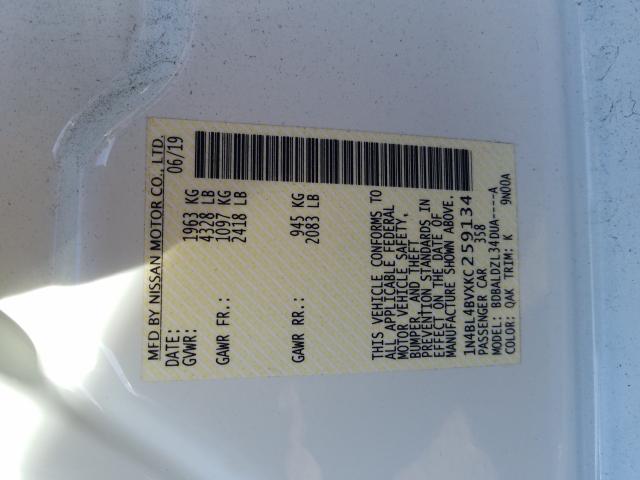 MFD BY NISSAN MOTOR CO., LTD.
DATE: 06/19
GVWR: 1963 KG
4328 LB
GAWR FR.: 1097 KG
2418 LB
GAWR RR.: 945 KG
2083 LB
THIS VEHICLE CONFORMS TO
ALL APPLICABLE FEDERAL
MOTOR VEHICLE SAFETY,
BUMPER, AND THEFT
PREVENTION STANDARDS IN
EFFECT ON THE DATE OF
MANUFACTURE SHOWN ABOVE.
1N4BL4BVXKC259134
PASSENGER CAR 358
MODEL: BDBALDZL34DUA----A
COLOR: QAK TRIM: K 9N00A